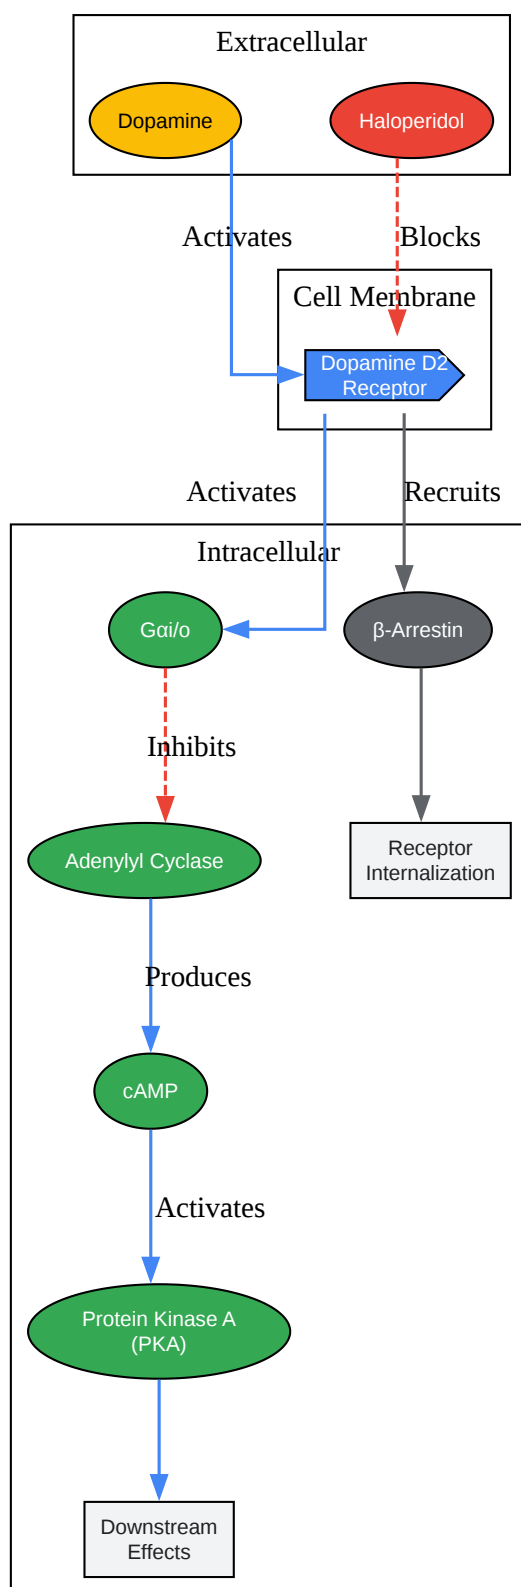 Extracellular
Dopamine
Haloperidol
Activates
Blocks
Cell Membrane
Dopamine D2
Receptor
Activates
Recruits
Intracellular
Gαi/o
β-Arrestin
Inhibits
Adenylyl Cyclase
Receptor
Internalization
Produces
cAMP
Activates
Protein Kinase A
(PKA)
Downstream
Effects